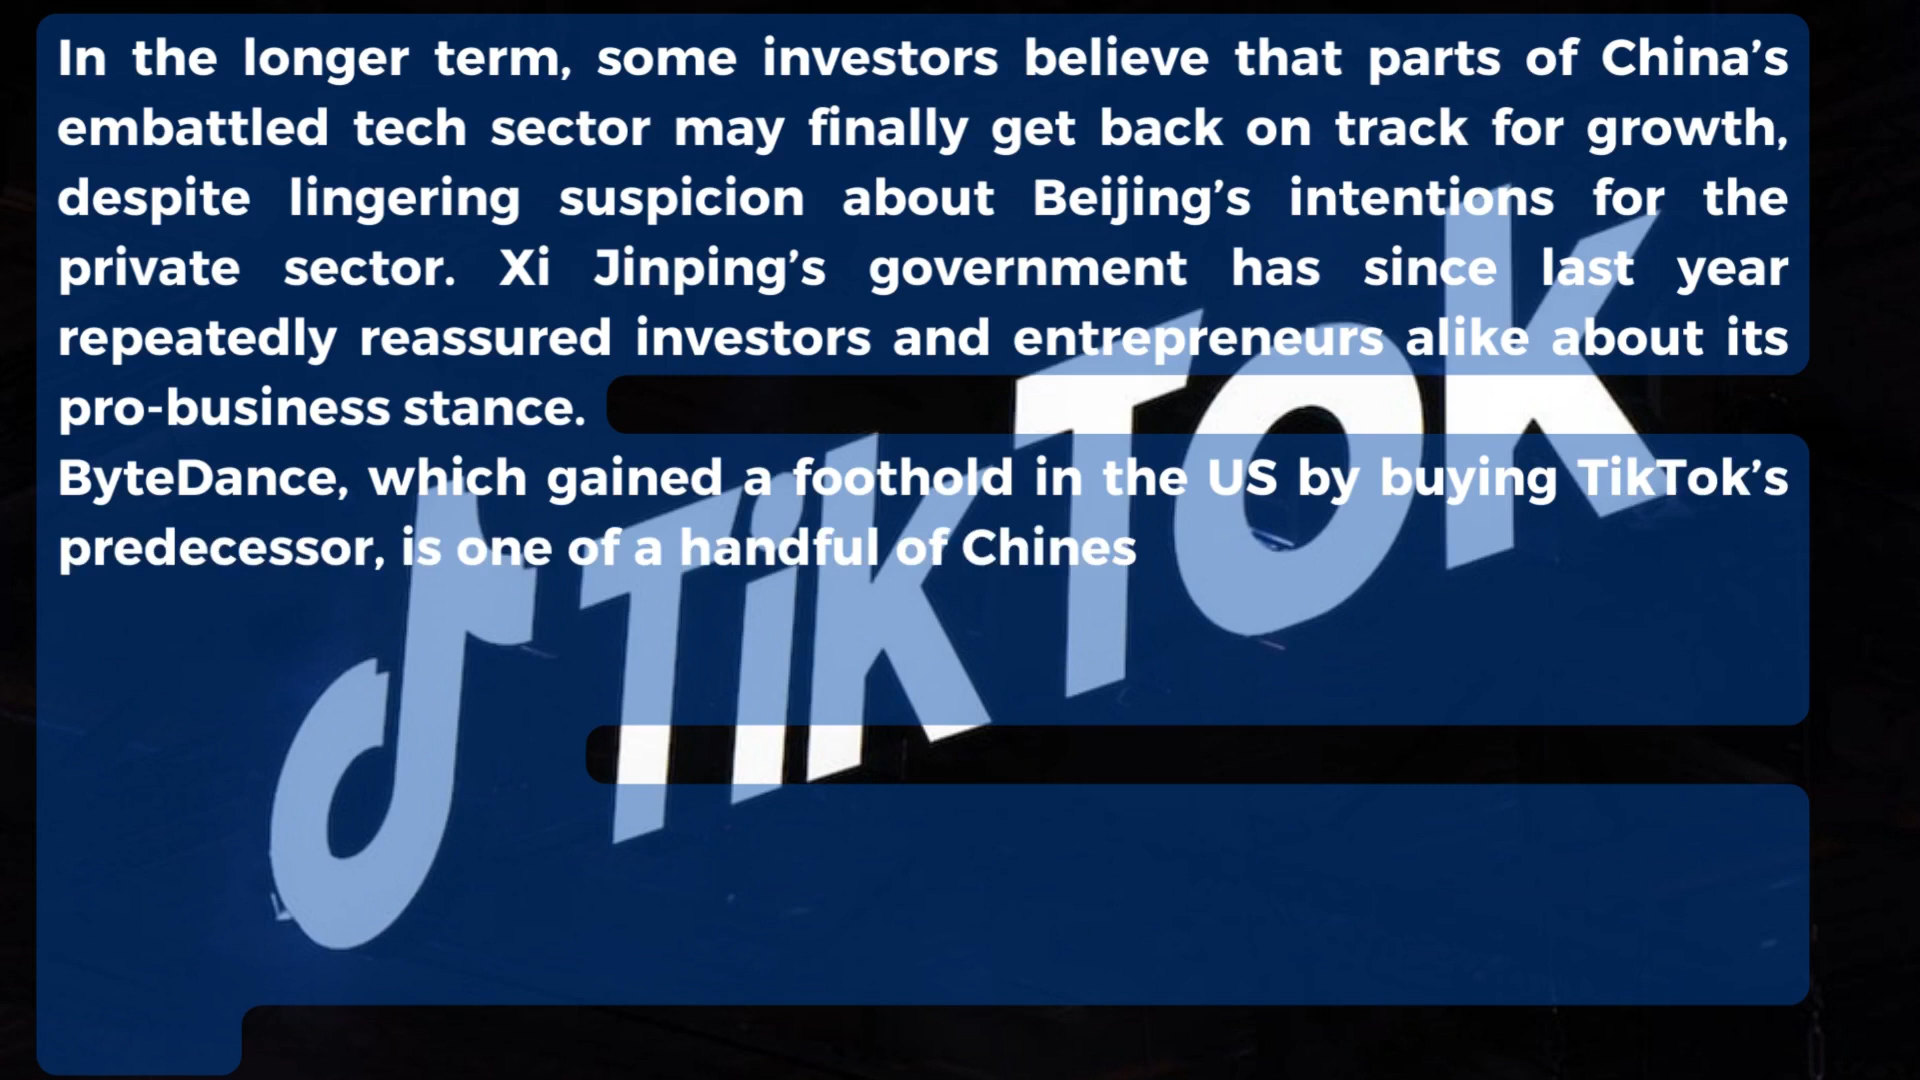 In the longer term, some investors believe that parts of China’s
embattled tech sector may finally get back on track for growth,
despite lingering suspicion about Beijing’s intentions for the
private sector. Xi Jinping’s government has since last year
repeatedly reassured investors and entrepreneurs alike about its
pro-business stance.
ByteDance, which gained a foothold in the US by buying TikTok’s
predecessor, is one of a handful of Chines
TikTok